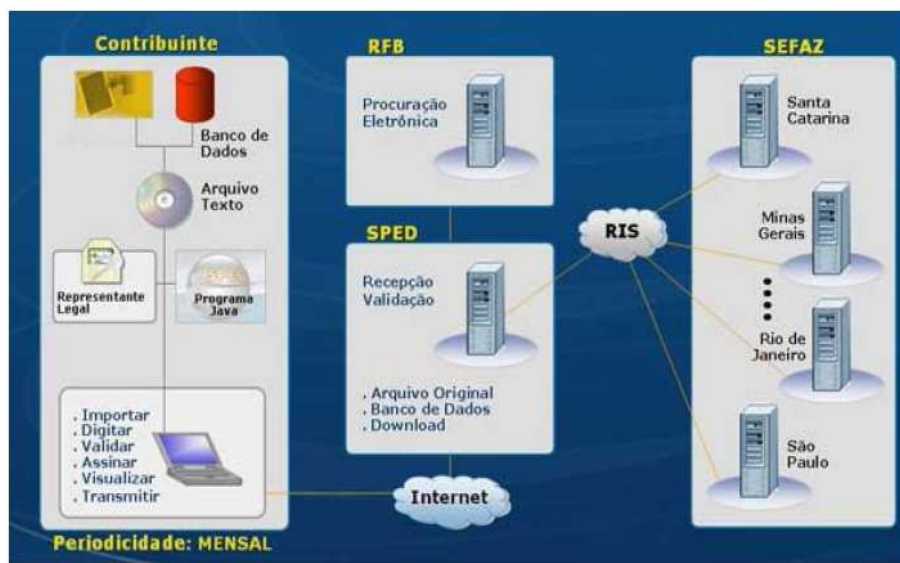 Contribuinte
Banco de
Dados
Arquivo
Texto
Representante
Legal
Programa
Java
. Importar
. Digitar
. Validar
. Assinar
. Visualizar
. Transmitir
Periodicidade: MENSAL
RFB
Procuração
Eletrônica
SPED
Recepção
Validação
. Arquivo Original
. Banco de Dados
. Download
Internet
RIS
SEFAZ
Santa
Catarina
Minas
Gerais
Rio de
Janeiro
São
Paulo